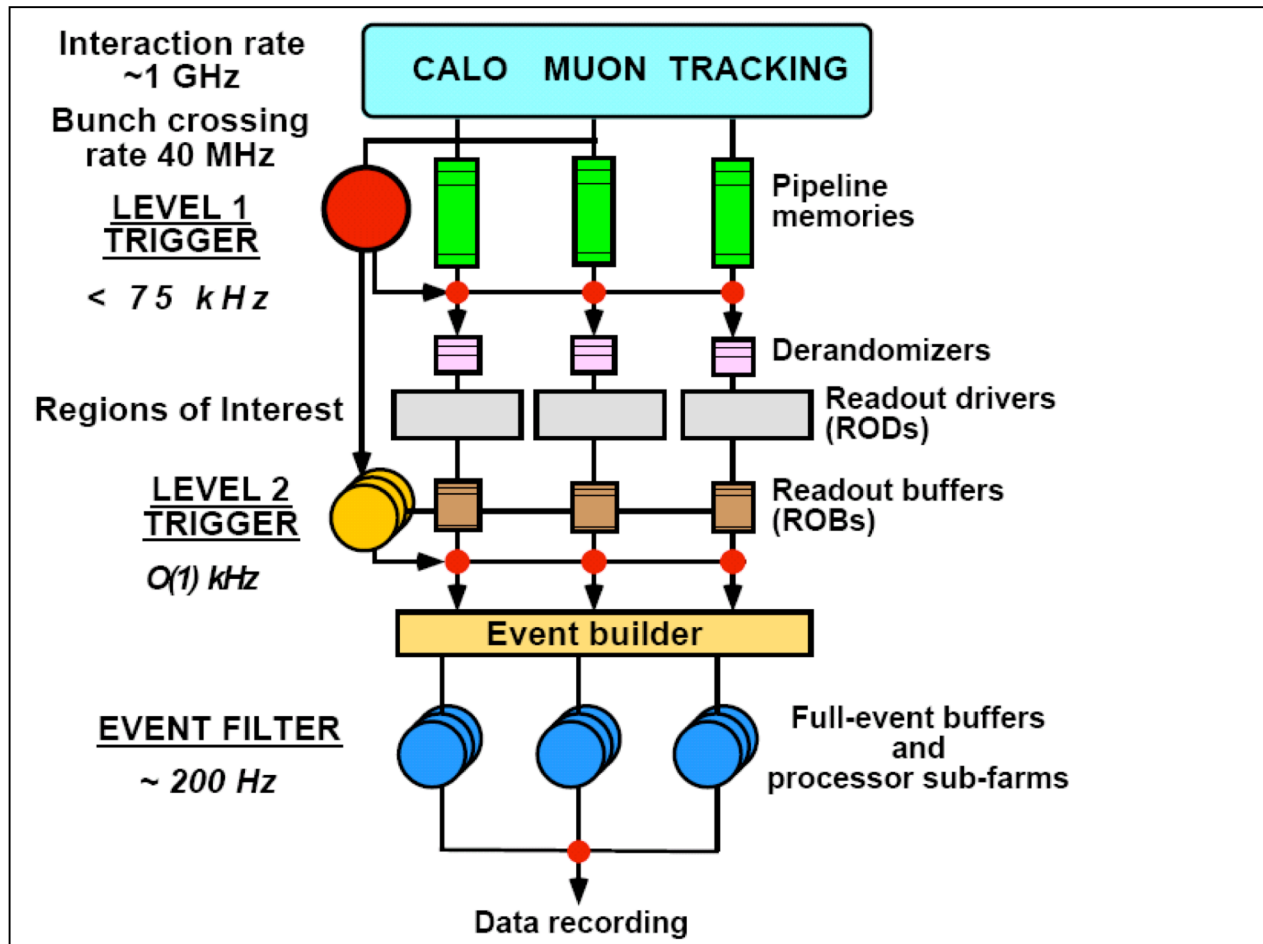 Interaction rate
~1 GHz
CALO MUON TRACKING
Bunch crossing
rate 40 MHz
LEVEL 1
TRIGGER
Pipeline
memories
< 75 kHz
Derandomizers
Regions of Interest
Readout drivers
(RODs)
LEVEL 2
TRIGGER
Readout buffers
(ROBs)
O(1) kHz
Event builder
EVENT FILTER
~ 200 Hz
Full-event buffers
and
processor sub-farms
Data recording